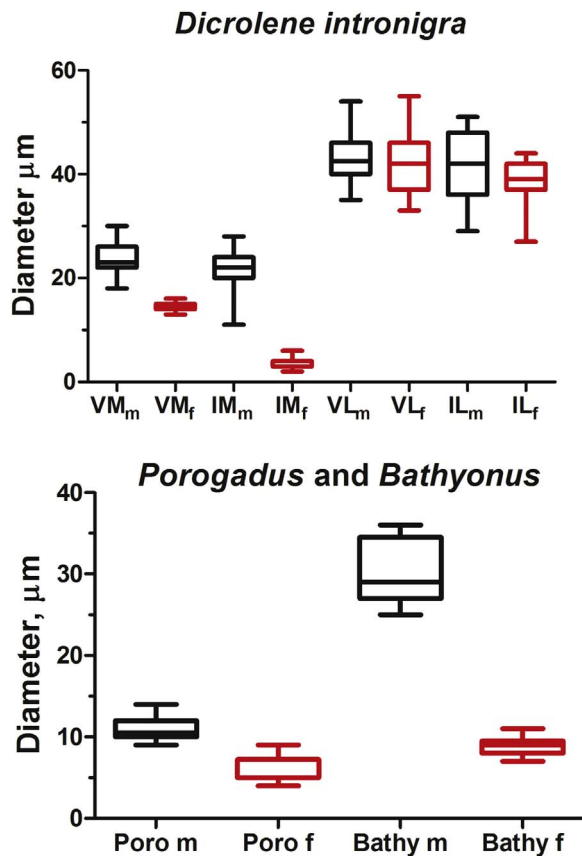 Dicrolene intronigra
Diameter μm
60
40
20
0
VMm VMf IMm IMf VLm VLf ILm ILf
Porogadus and Bathyonus
Diameter, μm
40
30
20
10
0
Poro m Poro f Bathy m Bathy f